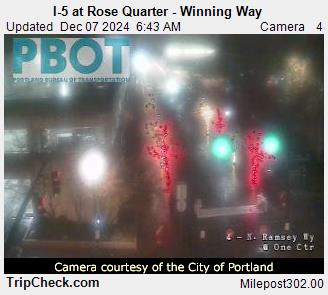 I-5 at Rose Quarter - Winning Way
Updated Dec 07 2024 6:43 AM Camera 4
PBOT
PORTLAND BUREAU OF TRANSPORTATION
4 - N. Ramsey Wy
@ One Ctr
Camera courtesy of the City of Portland
TripCheck.com Milepost302.00